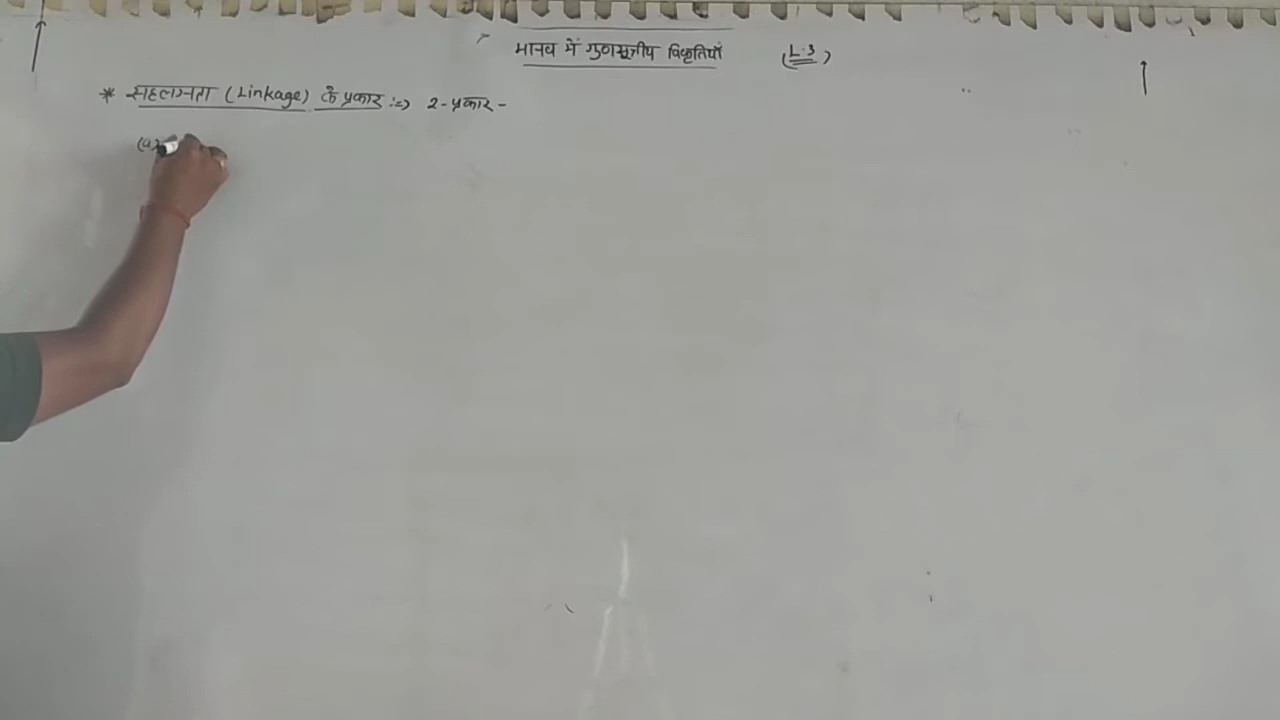 मानव में गुणसूत्रीय विकृतियाँ (L.3)
* सहलग्नता (Linkage) के प्रकार :=> 2-प्रकार -
(a)